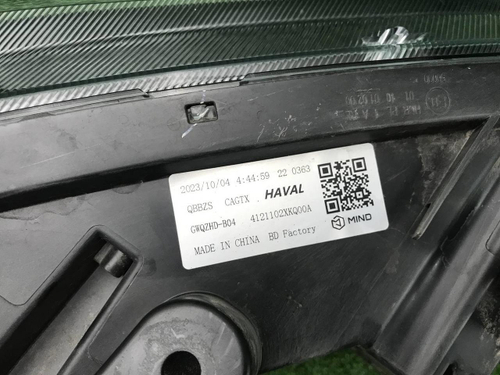 2023/10/04 4:44:59 22 0363
QBBZS CAGTX HAVAL
GWQZHD-B04 4121102XKQ00A
MIND
MADE IN CHINA BD Factory